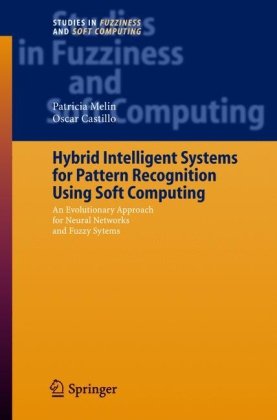 STUDIES IN FUZZINESS
AND SOFT COMPUTING
Studies
in Fuzziness
and
Soft Computing
Patricia Melin
Oscar Castillo
Hybrid Intelligent Systems
for Pattern Recognition
Using Soft Computing
An Evolutionary Approach
for Neural Networks
and Fuzzy Sytems
Springer